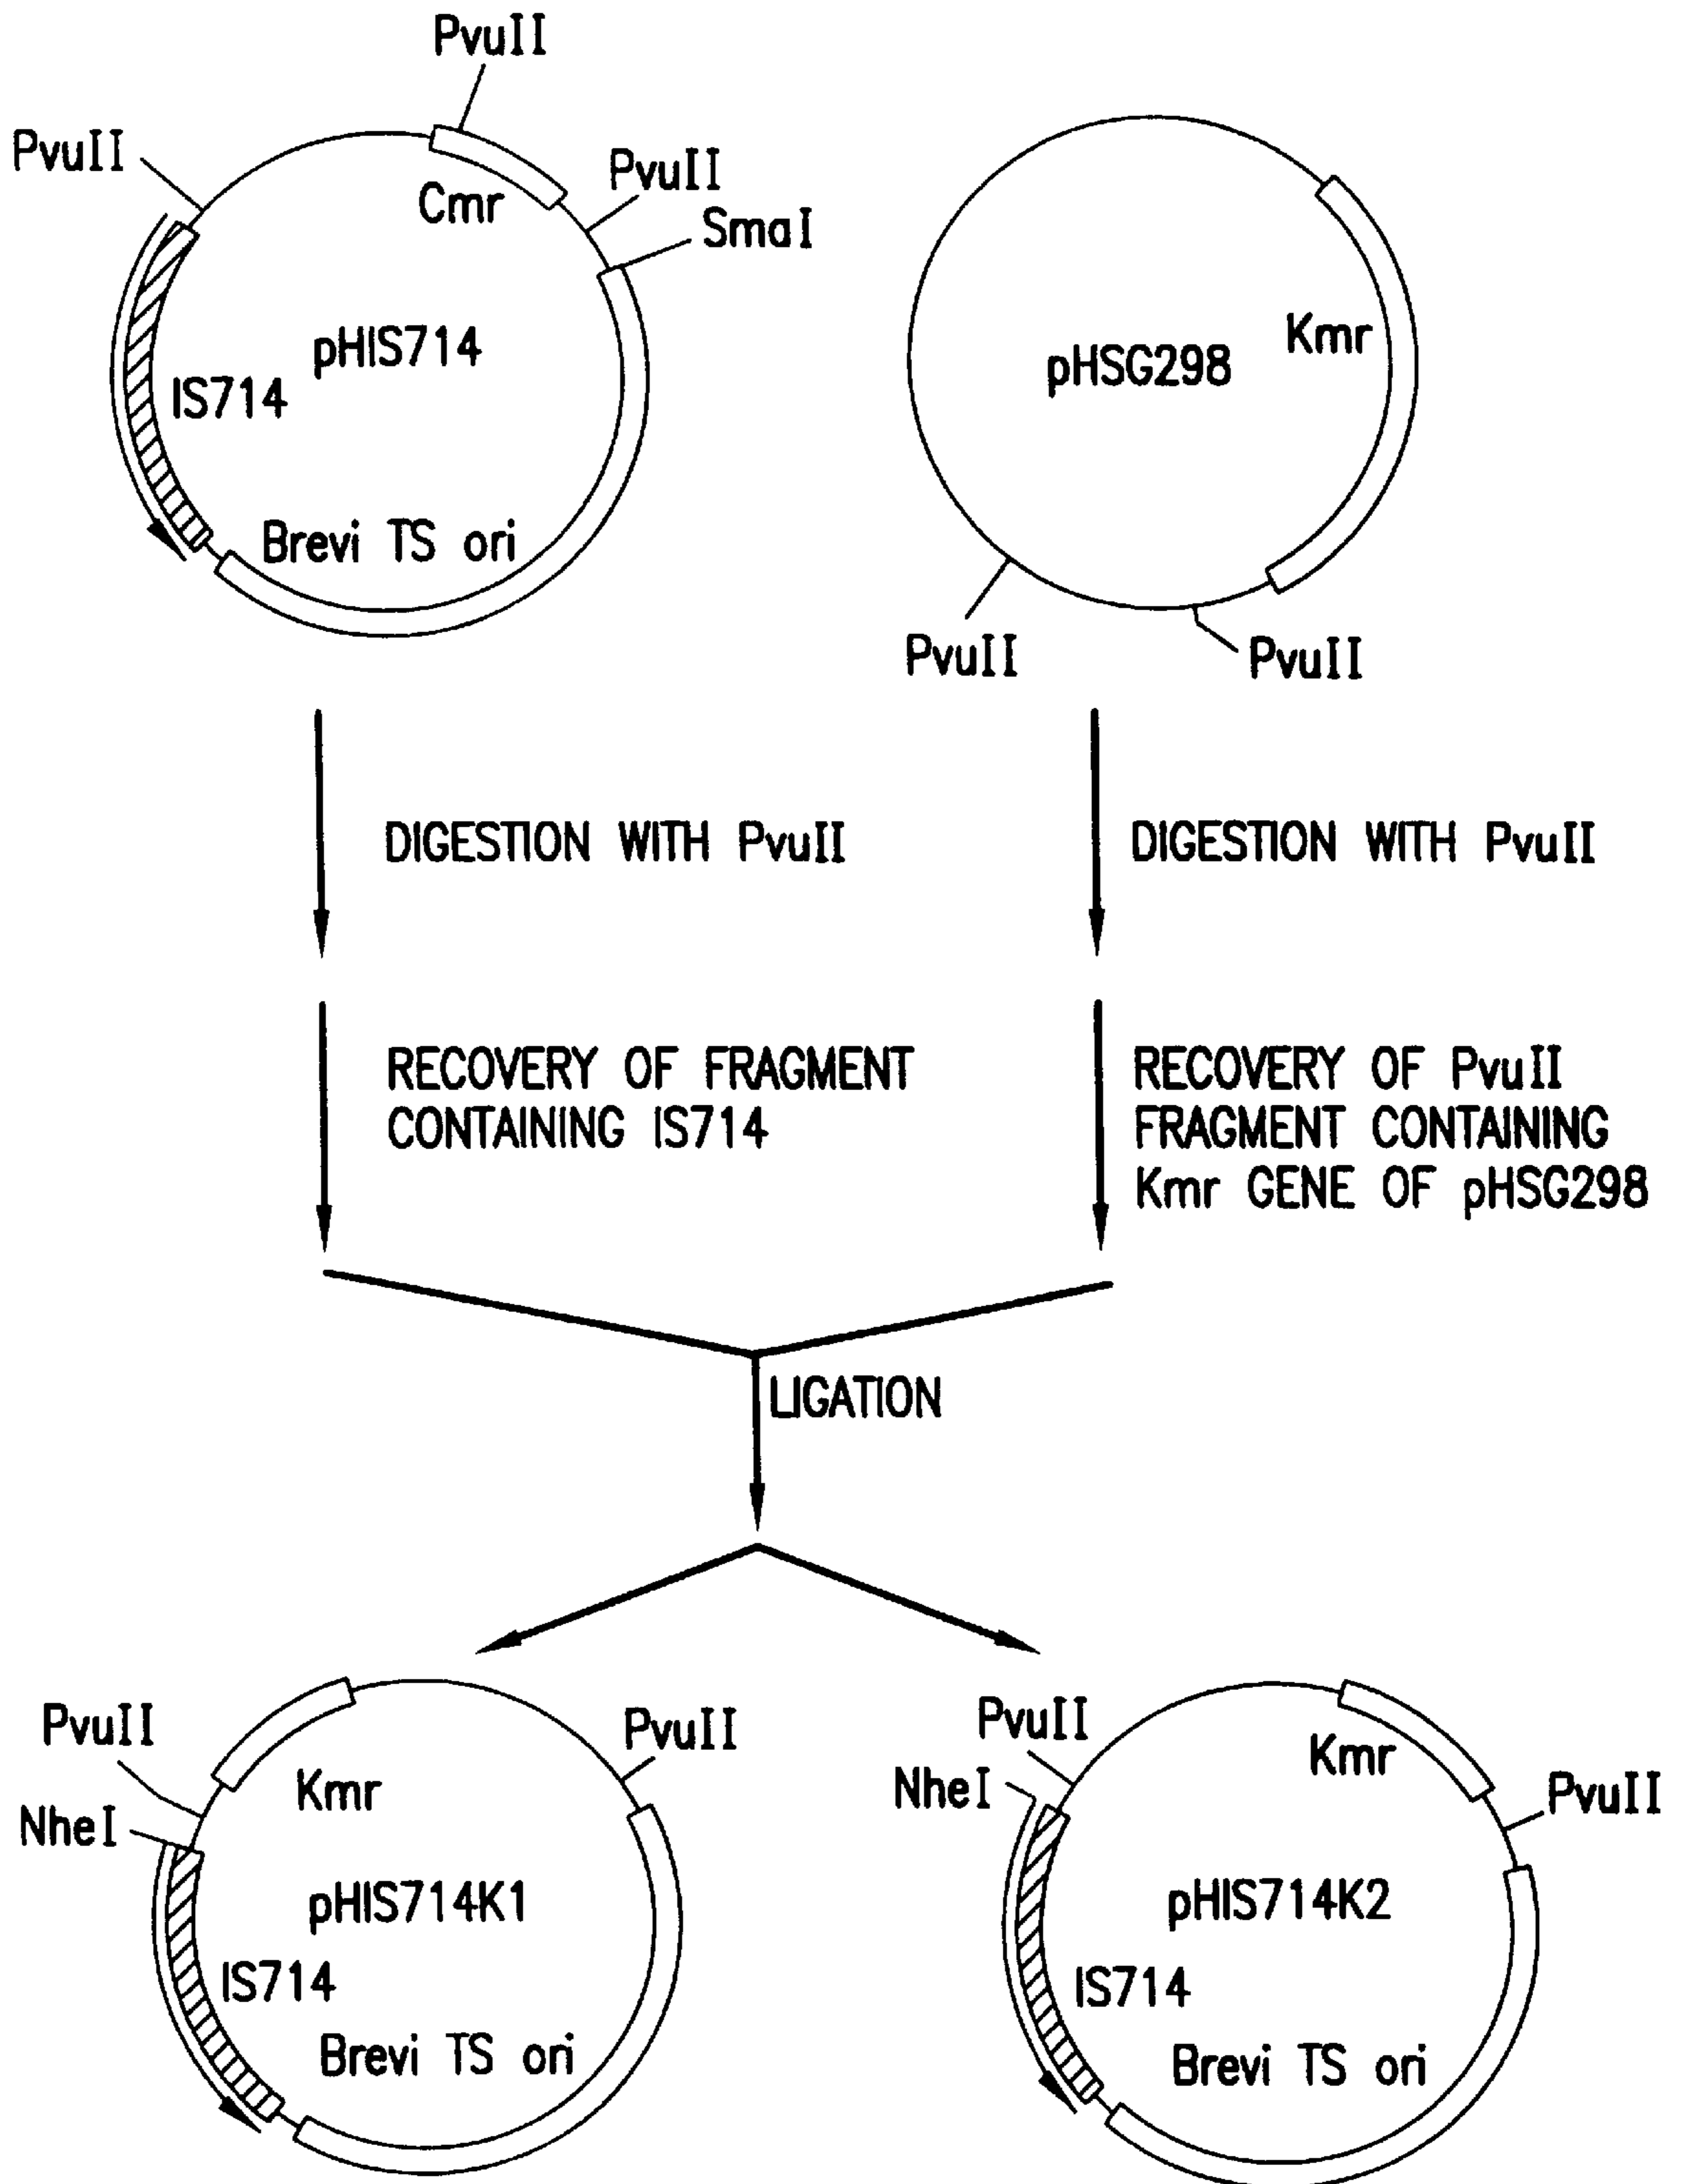 PvuII
PvuII
Cmr
PvuII
SmaI
pHIS714
IS714
Brevi TS ori
Kmr
pHSG298
PvuII
PvuII
DIGESTION WITH PvuII
DIGESTION WITH PvuII
RECOVERY OF FRAGMENT
CONTAINING IS714
RECOVERY OF PvuII
FRAGMENT CONTAINING
Kmr GENE OF pHSG298
LIGATION
PvuII
PvuII
Kmr
NheI
pHIS714K1
IS714
Brevi TS ori
PvuII
Kmr
NheI
PvuII
pHIS714K2
IS714
Brevi TS ori